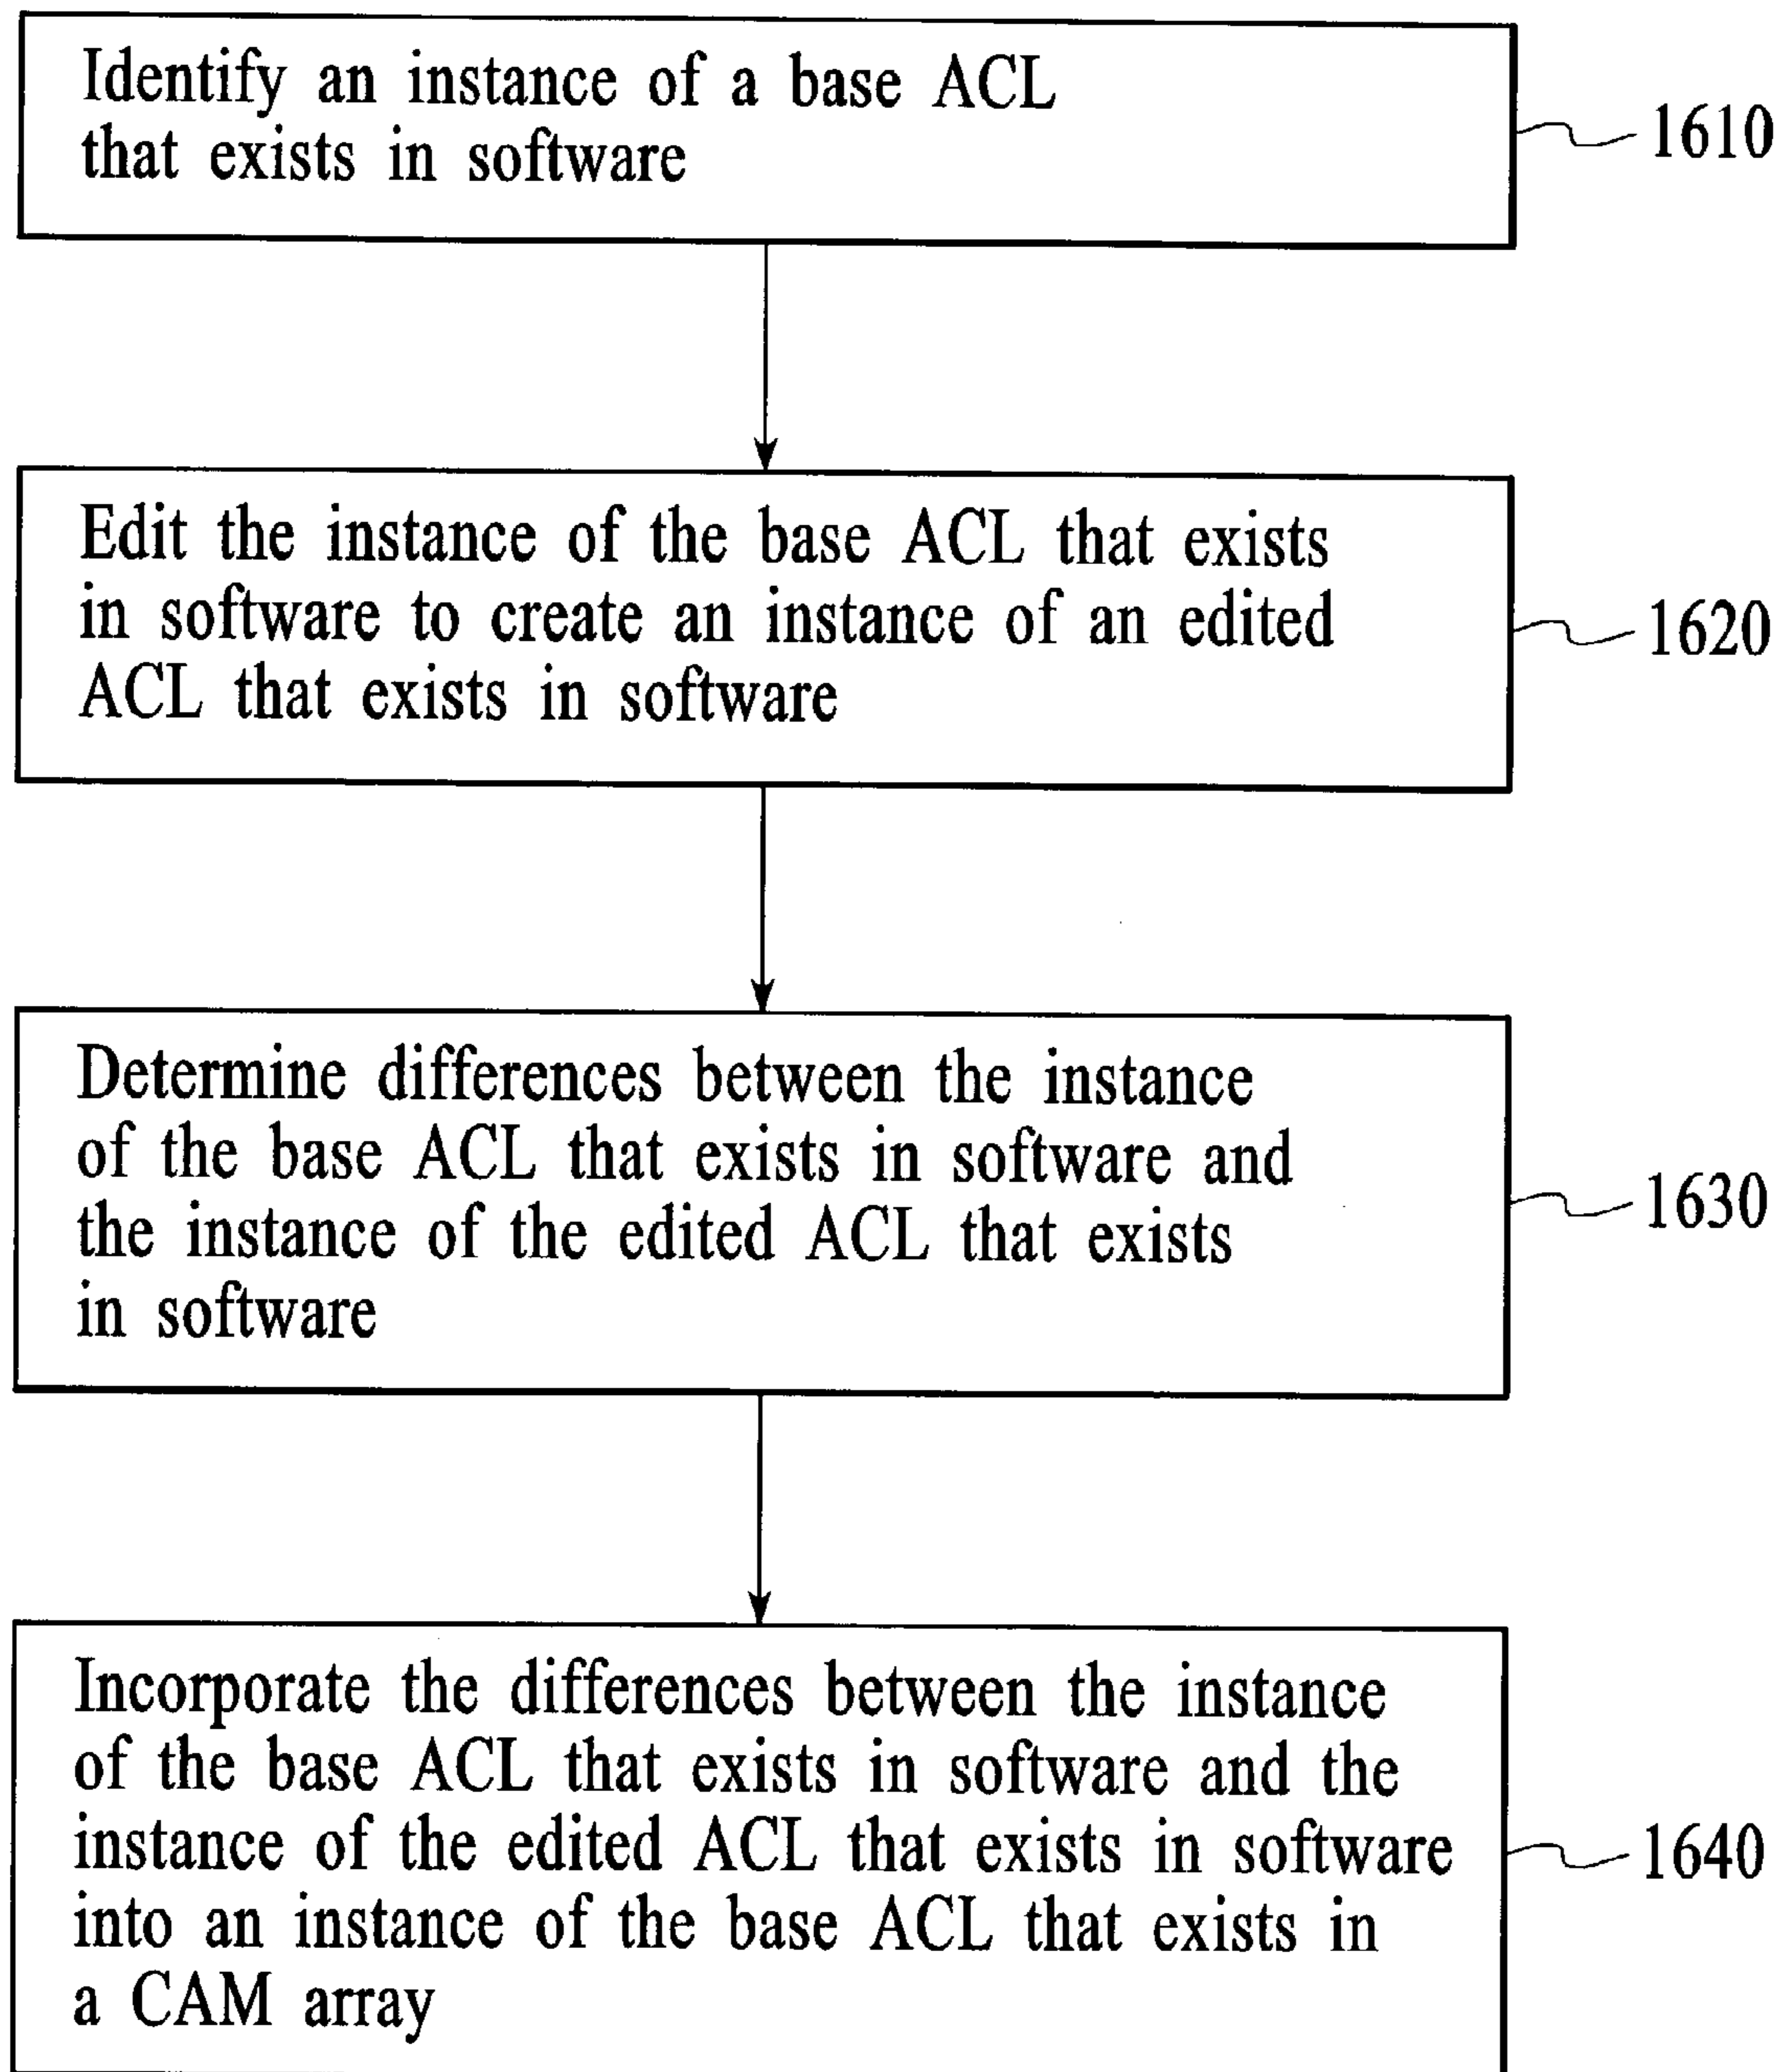 Identify an instance of a base ACL
that exists in software
1610
Edit the instance of the base ACL that exists
in software to create an instance of an edited
ACL that exists in software
1620
Determine differences between the instance
of the base ACL that exists in software and
the instance of the edited ACL that exists
in software
1630
Incorporate the differences between the instance
of the base ACL that exists in software and the
instance of the edited ACL that exists in software
into an instance of the base ACL that exists in
a CAM array
1640